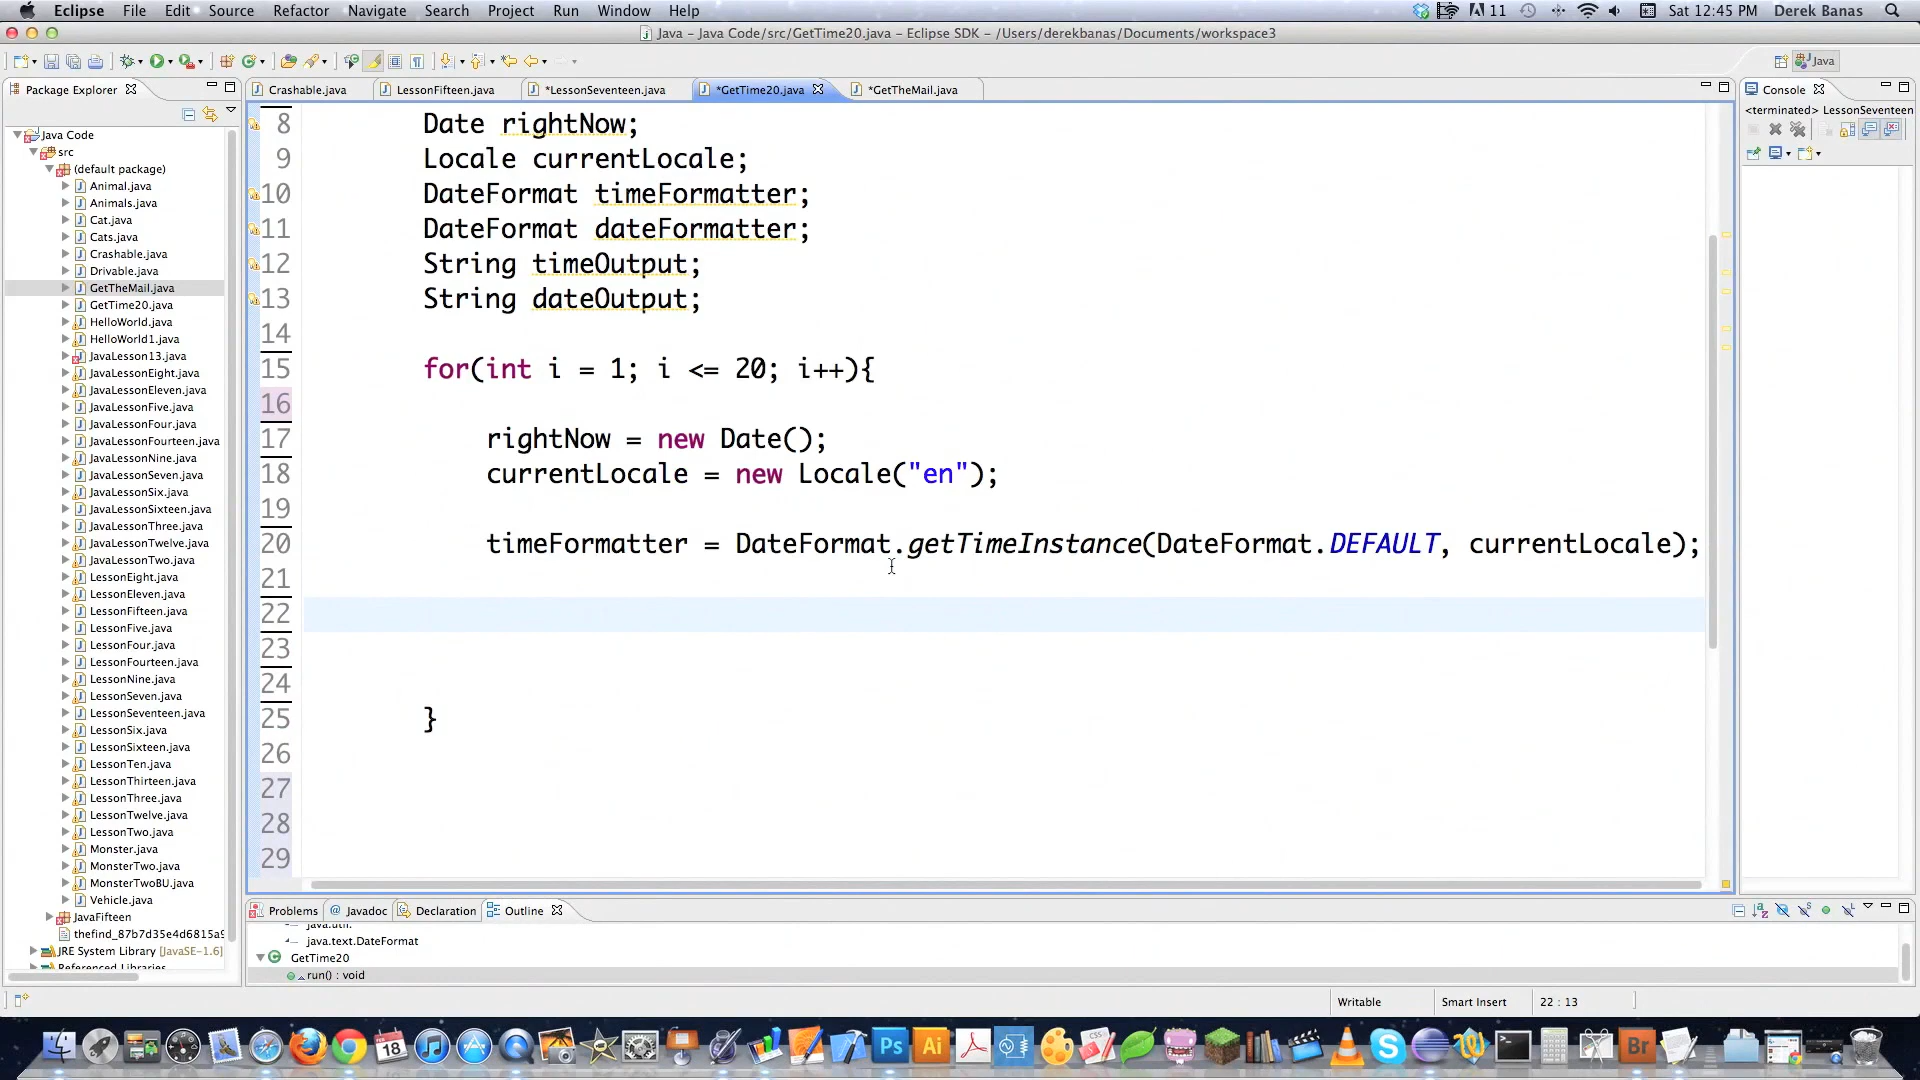 Eclipse File Edit Source Refactor Navigate Search Project Run Window Help 11 Sat 12:45 PM Derek Banas
Java – Java Code/src/GetTime20.java – Eclipse SDK – /Users/derekbanas/Documents/workspace3
Java
Package Explorer
Crashable.java
LessonFifteen.java
*LessonSeventeen.java
*GetTime20.java
*GetTheMail.java
Console
<terminated> LessonSeventeen
Java Code
src
(default package)
Animal.java
Animals.java
Cat.java
Cats.java
Crashable.java
Drivable.java
GetTheMail.java
GetTime20.java
HelloWorld.java
HelloWorld1.java
JavaLesson13.java
JavaLessonEight.java
JavaLessonEleven.java
JavaLessonFive.java
JavaLessonFour.java
JavaLessonFourteen.java
JavaLessonNine.java
JavaLessonSeven.java
JavaLessonSix.java
JavaLessonSixteen.java
JavaLessonThree.java
JavaLessonTwelve.java
JavaLessonTwo.java
LessonEight.java
LessonEleven.java
LessonFifteen.java
LessonFive.java
LessonFour.java
LessonFourteen.java
LessonNine.java
LessonSeven.java
LessonSeventeen.java
LessonSix.java
LessonSixteen.java
LessonTen.java
LessonThirteen.java
LessonThree.java
LessonTwelve.java
LessonTwo.java
Monster.java
MonsterTwo.java
MonsterTwoBU.java
Vehicle.java
JavaFifteen
thefind_87b7d35e4d6815a9
JRE System Library [JavaSE-1.6]
Referenced Libraries
8 Date rightNow;
9 Locale currentLocale;
10 DateFormat timeFormatter;
11 DateFormat dateFormatter;
12 String timeOutput;
13 String dateOutput;
14
15 for(int i = 1; i <= 20; i++){
16
17 rightNow = new Date();
18 currentLocale = new Locale("en");
19
20 timeFormatter = DateFormat.getTimeInstance(DateFormat.DEFAULT, currentLocale);
21
22
23
24
25 }
26
27
28
29
Problems @ Javadoc Declaration Outline
java.util.*
java.text.DateFormat
GetTime20
run() : void
Writable Smart Insert 22 : 13
18
Ps
Ai
CSS
Br